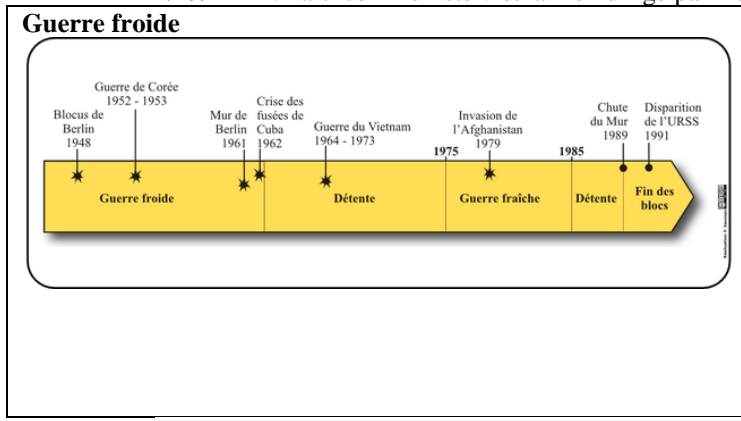 Guerre froide
Guerre de Corée
1952 - 1953
Blocus de
Berlin
1948
Mur de
Berlin
1961
Crise des
fusées de
Cuba
1962
Guerre du Vietnam
1964 - 1973
Invasion de
l'Afghanistan
1979
Chute
du Mur
1989
Disparition
de l'URSS
1991
1975
1985
Guerre froide
Détente
Guerre fraîche
Détente
Fin des
blocs